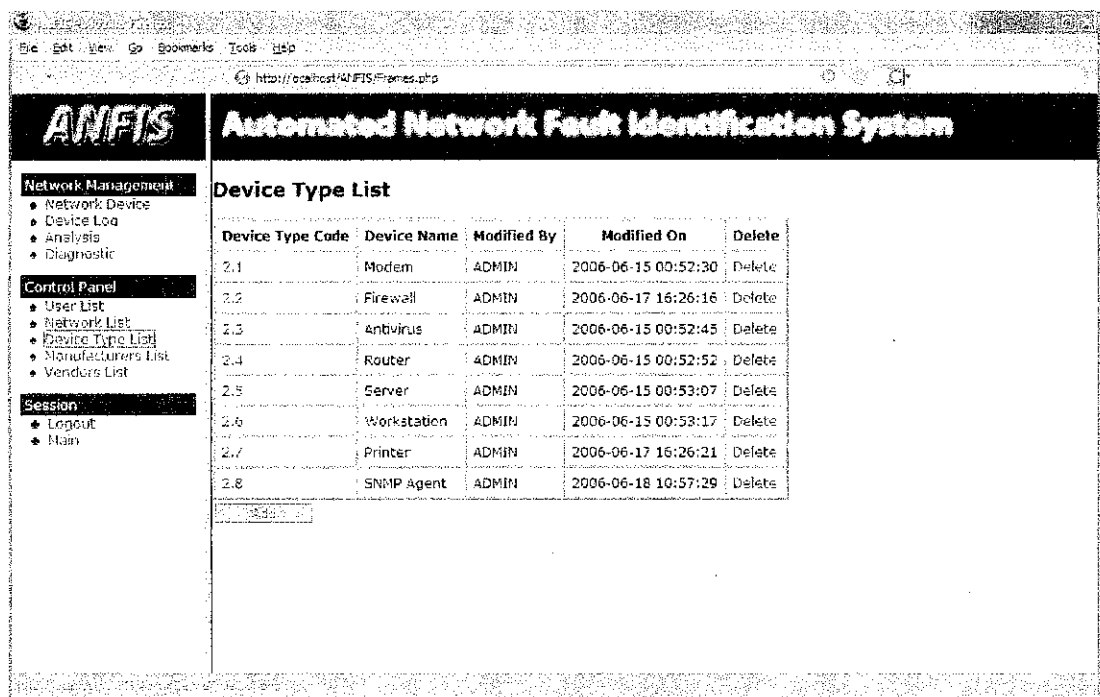 File Edit View Go Bookmarks Tools Help
http://localhost/ANFIS/Frames.php
ANFIS
Automated Network Fault Identification System
Network Management
Network Device
Device Log
Analysis
Diagnostic
Control Panel
User List
Network List
Device Type List
Manufacturers List
Vendors List
Session
Logout
Main
Device Type List
Device Type Code Device Name Modified By Modified On Delete
2.1 Modem ADMIN 2006-06-15 00:52:30 Delete
2.2 Firewall ADMIN 2006-06-17 16:26:16 Delete
2.3 Antivirus ADMIN 2006-06-15 00:52:45 Delete
2.4 Router ADMIN 2006-06-15 00:52:52 Delete
2.5 Server ADMIN 2006-06-15 00:53:07 Delete
2.6 Workstation ADMIN 2006-06-15 00:53:17 Delete
2.7 Printer ADMIN 2006-06-17 16:26:21 Delete
2.8 SNMP Agent ADMIN 2006-06-18 10:57:29 Delete